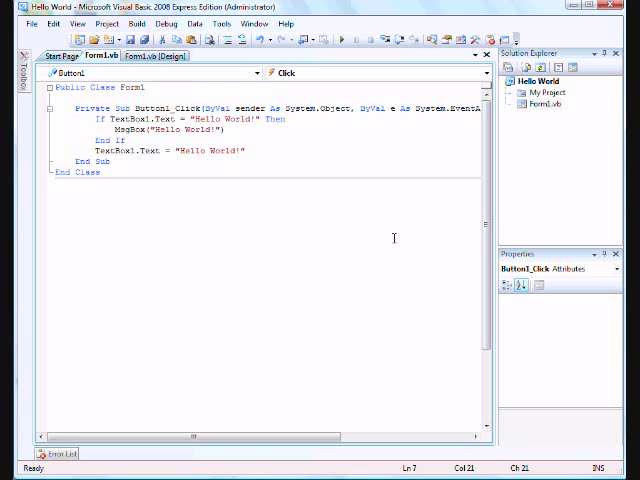 Hello World - Microsoft Visual Basic 2008 Express Edition (Administrator)
File Edit View Project Build Debug Data Tools Window Help
Start Page Form1.vb Form1.vb [Design]
Button1 Click
Toolbox
Public Class Form1
Private Sub Button1_Click(ByVal sender As System.Object, ByVal e As System.EventA
If TextBox1.Text = "Hello World!" Then
MsgBox("Hello World!")
End If
TextBox1.Text = "Hello World!"
End Sub
End Class
Solution Explorer
Hello World
My Project
Form1.vb
Properties
Button1_Click Attributes
Error List
Ready Ln 7 Col 21 Ch 21 INS